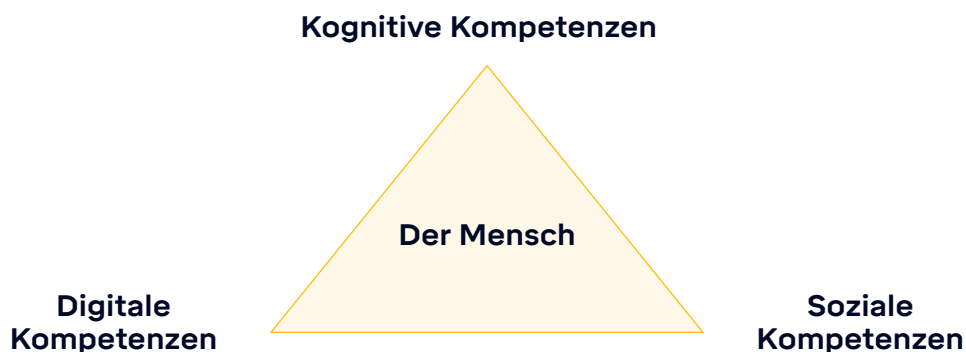 Kognitive Kompetenzen
Der Mensch
Digitale
Kompetenzen
Soziale
Kompetenzen